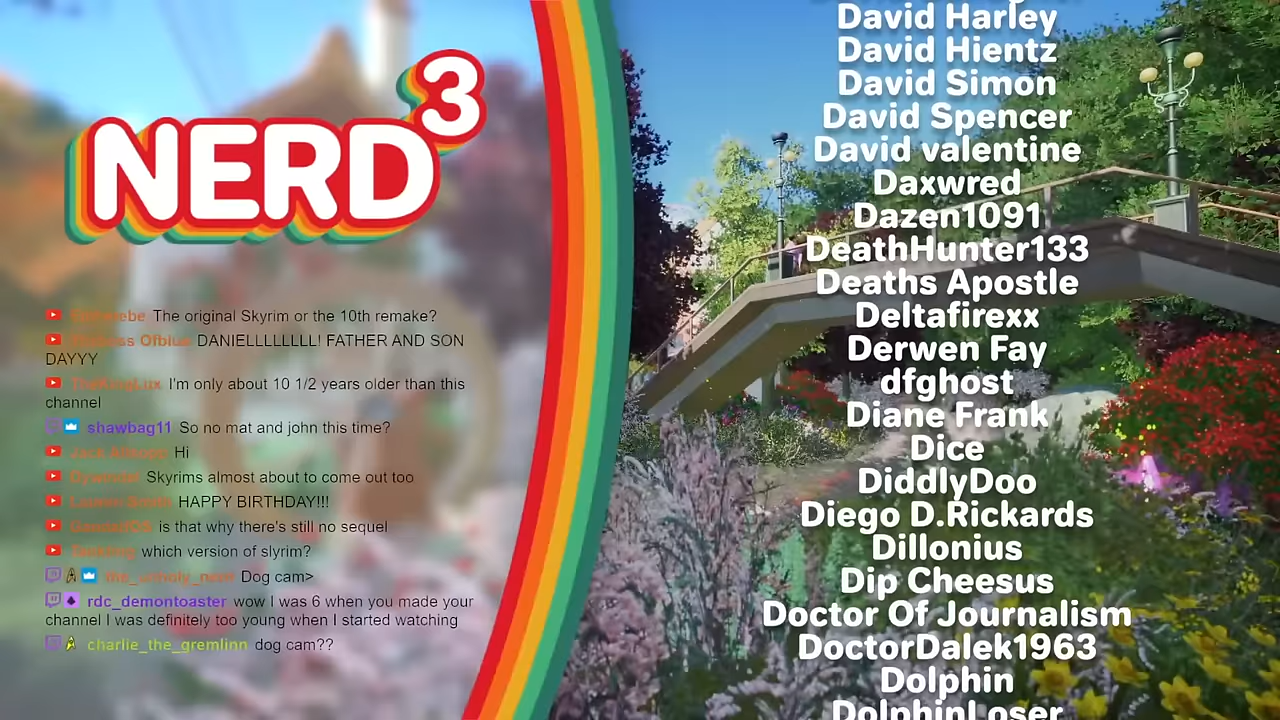 NERD³
The original Skyrim or the 10th remake?
DANIELLLLLLLL! FATHER AND SON
DAYYY
I'm only about 10 1/2 years older than this
channel
shawbag11 So no mat and john this time?
Hi
Skyrims almost about to come out too
HAPPY BIRTHDAY!!!
is that why there's still no sequel
which version of slyrim?
Dog cam>
rdc_demontoaster wow I was 6 when you made your
channel I was definitely too young when I started watching
charlie_the_gremlinn dog cam??
David Harley
David Hientz
David Simon
David Spencer
David valentine
Daxwred
Dazen1091
DeathHunter133
Deaths Apostle
Deltafirexx
Derwen Fay
dfghost
Diane Frank
Dice
DiddlyDoo
Diego D.Rickards
Dillonius
Dip Cheesus
Doctor Of Journalism
DoctorDalek1963
Dolphin
DolphinLoser